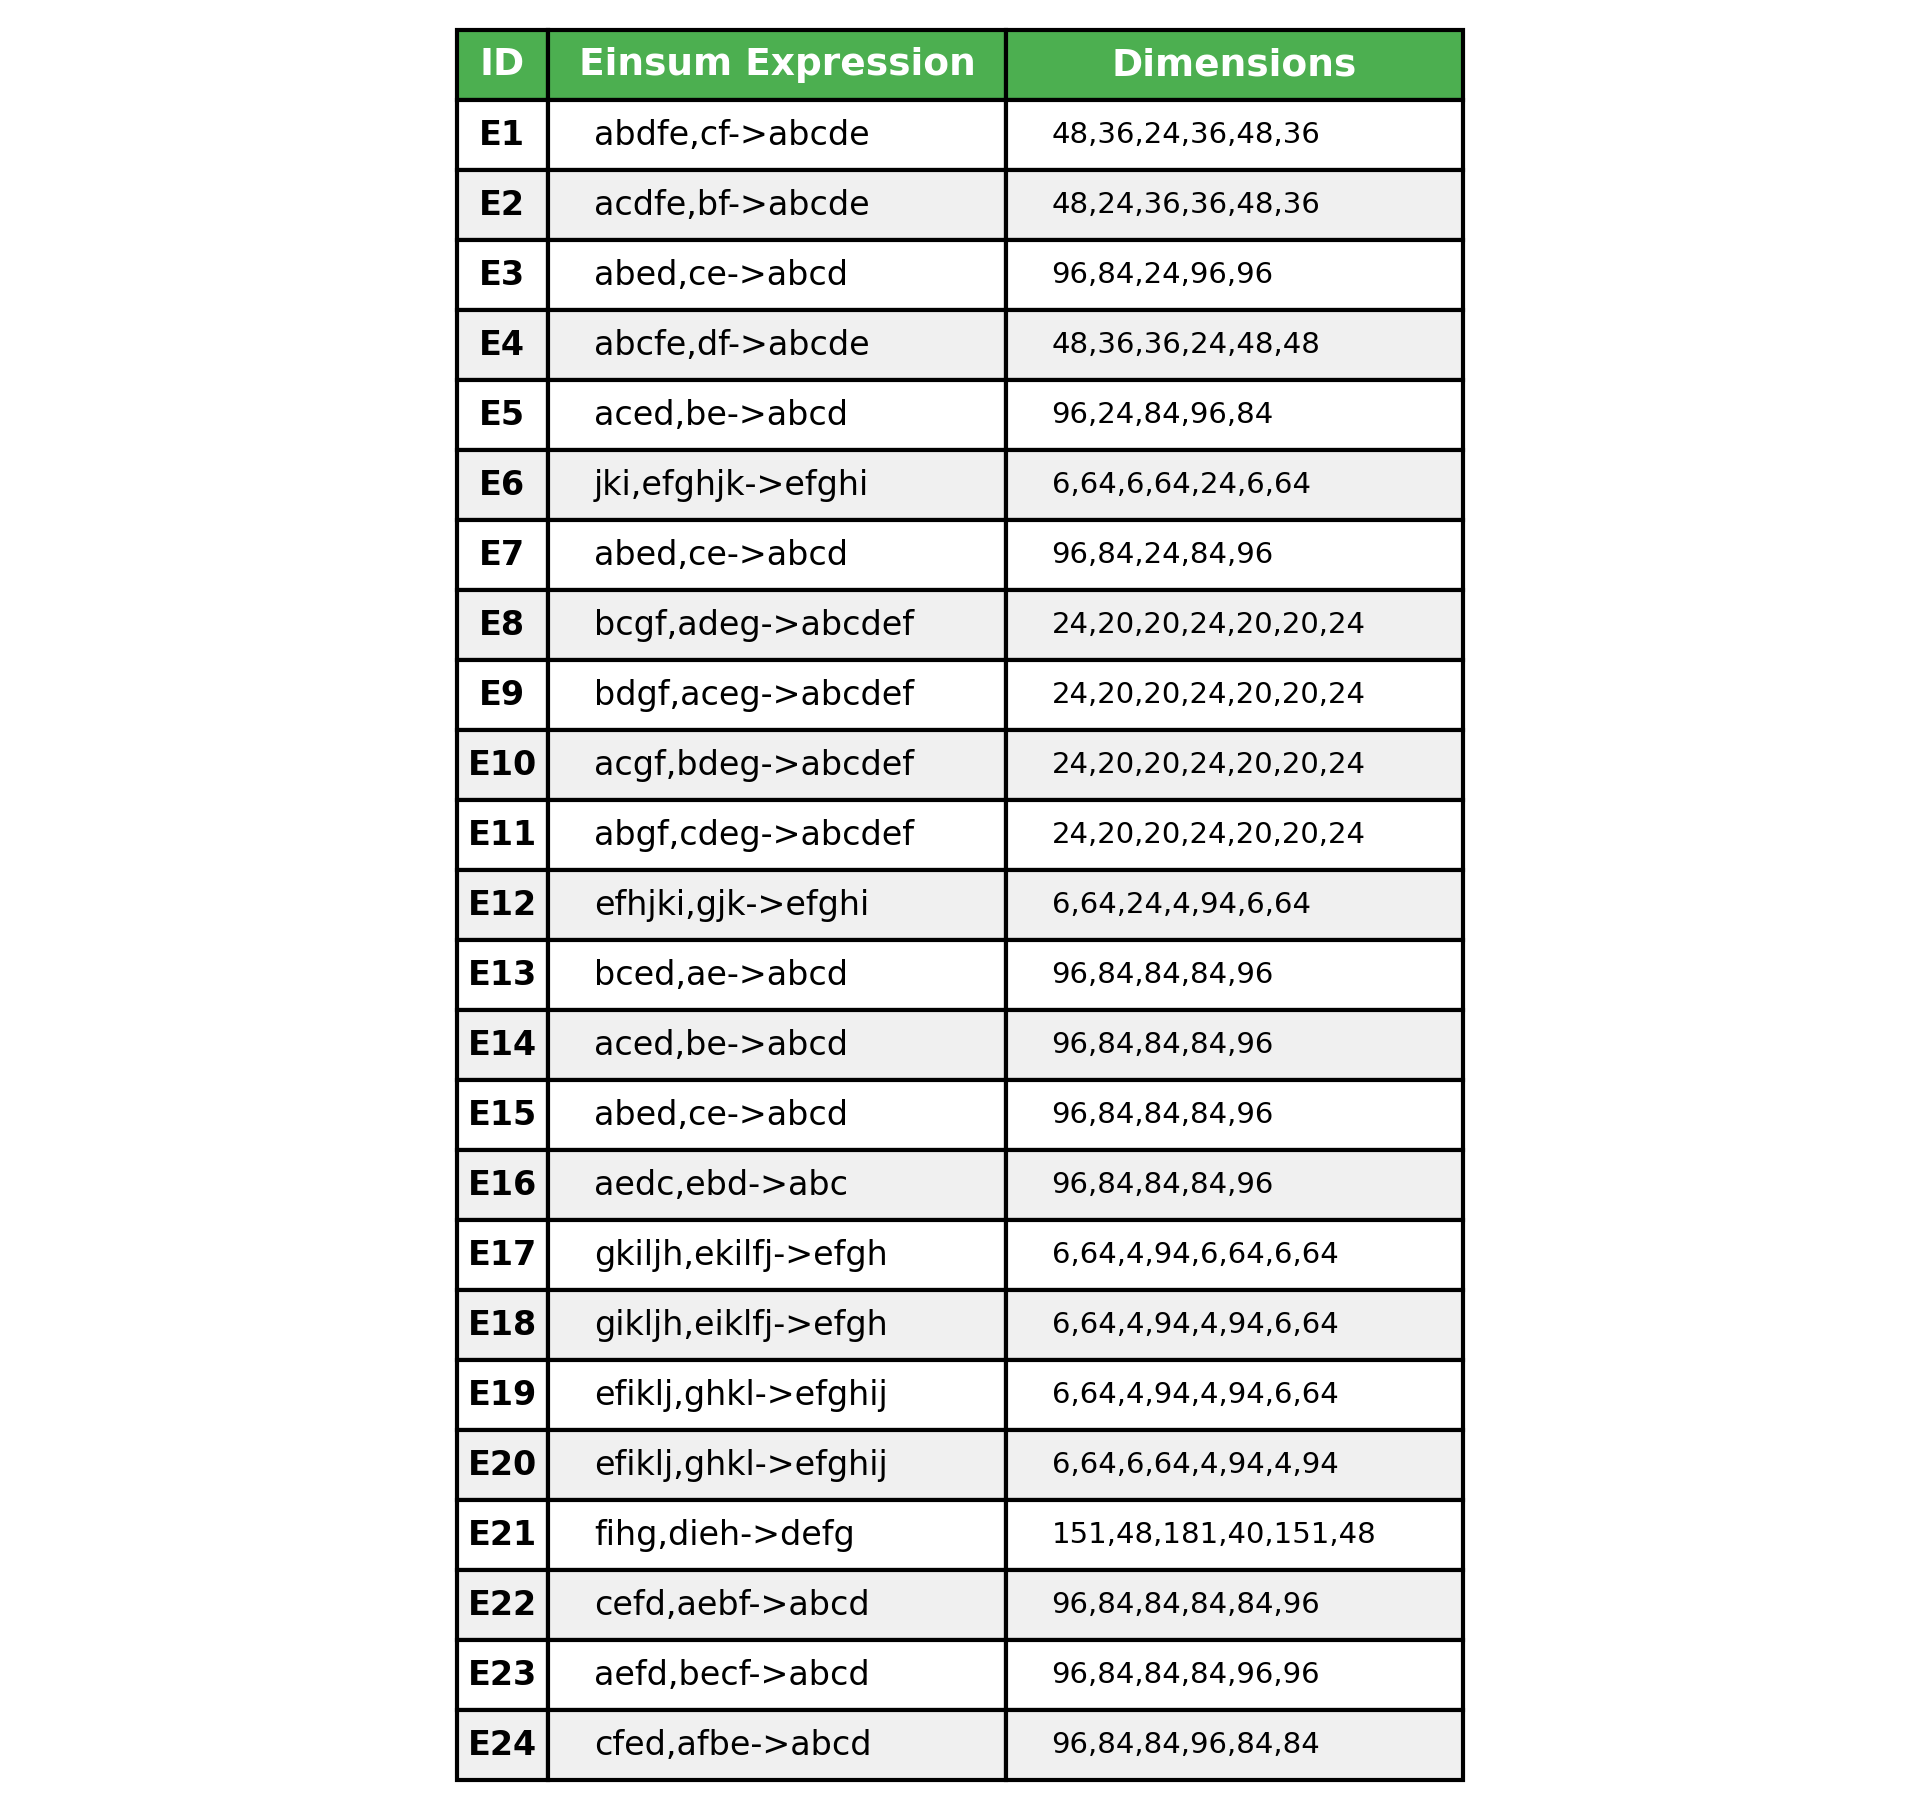 ID Einsum Expression Dimensions
E1 abdfe,cf->abcde 48,36,24,36,48,36
E2 acdfe,bf->abcde 48,24,36,36,48,36
E3 abed,ce->abcd 96,84,24,96,96
E4 abcfe,df->abcde 48,36,36,24,48,48
E5 aced,be->abcd 96,24,84,96,84
E6 jki,efghjk->efghi 6,64,6,64,24,6,64
E7 abed,ce->abcd 96,84,24,84,96
E8 bcgf,adeg->abcdef 24,20,20,24,20,20,24
E9 bdgf,aceg->abcdef 24,20,20,24,20,20,24
E10 acgf,bdeg->abcdef 24,20,20,24,20,20,24
E11 abgf,cdeg->abcdef 24,20,20,24,20,20,24
E12 efhjki,gjk->efghi 6,64,24,4,94,6,64
E13 bced,ae->abcd 96,84,84,84,96
E14 aced,be->abcd 96,84,84,84,96
E15 abed,ce->abcd 96,84,84,84,96
E16 aedc,ebd->abc 96,84,84,84,96
E17 gkiljh,ekilfj->efgh 6,64,4,94,6,64,6,64
E18 gikljh,eiklfj->efgh 6,64,4,94,4,94,6,64
E19 efiklj,ghkl->efghij 6,64,4,94,4,94,6,64
E20 efiklj,ghkl->efghij 6,64,6,64,4,94,4,94
E21 fihg,dieh->defg 151,48,181,40,151,48
E22 cefd,aebf->abcd 96,84,84,84,84,96
E23 aefd,becf->abcd 96,84,84,84,96,96
E24 cfed,afbe->abcd 96,84,84,96,84,84